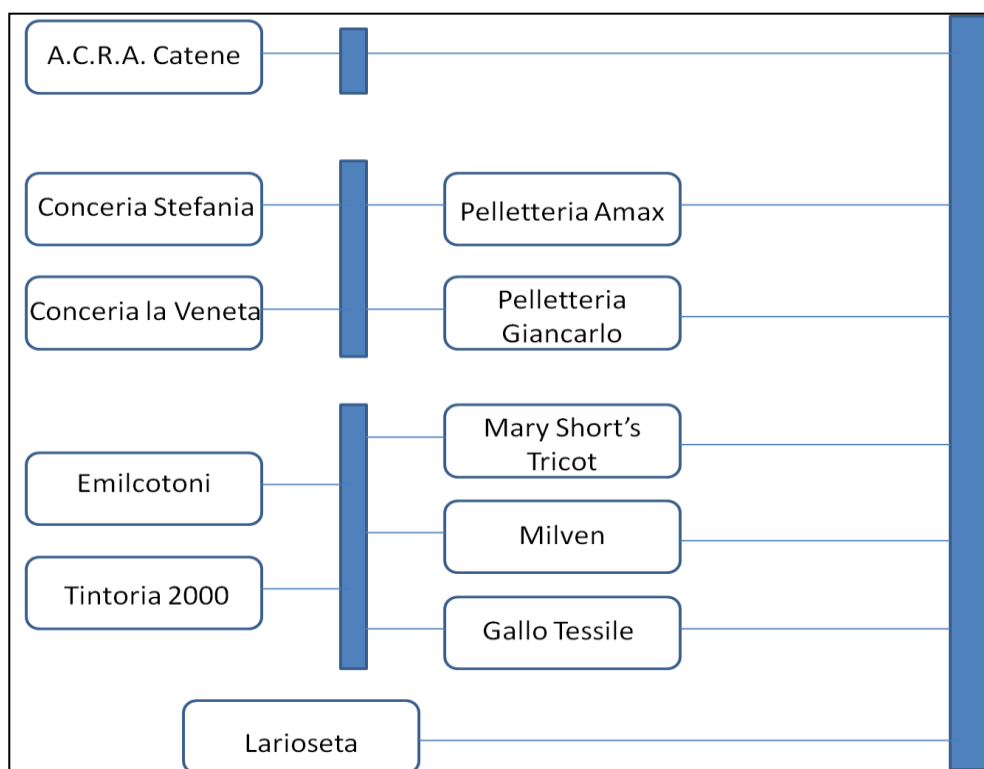 A.C.R.A. Catene
Conceria Stefania
Pelletteria Amax
Conceria la Veneta
Pelletteria
Giancarlo
Mary Short’s
Tricot
Emilcotoni
Milven
Tintoria 2000
Gallo Tessile
Larioseta